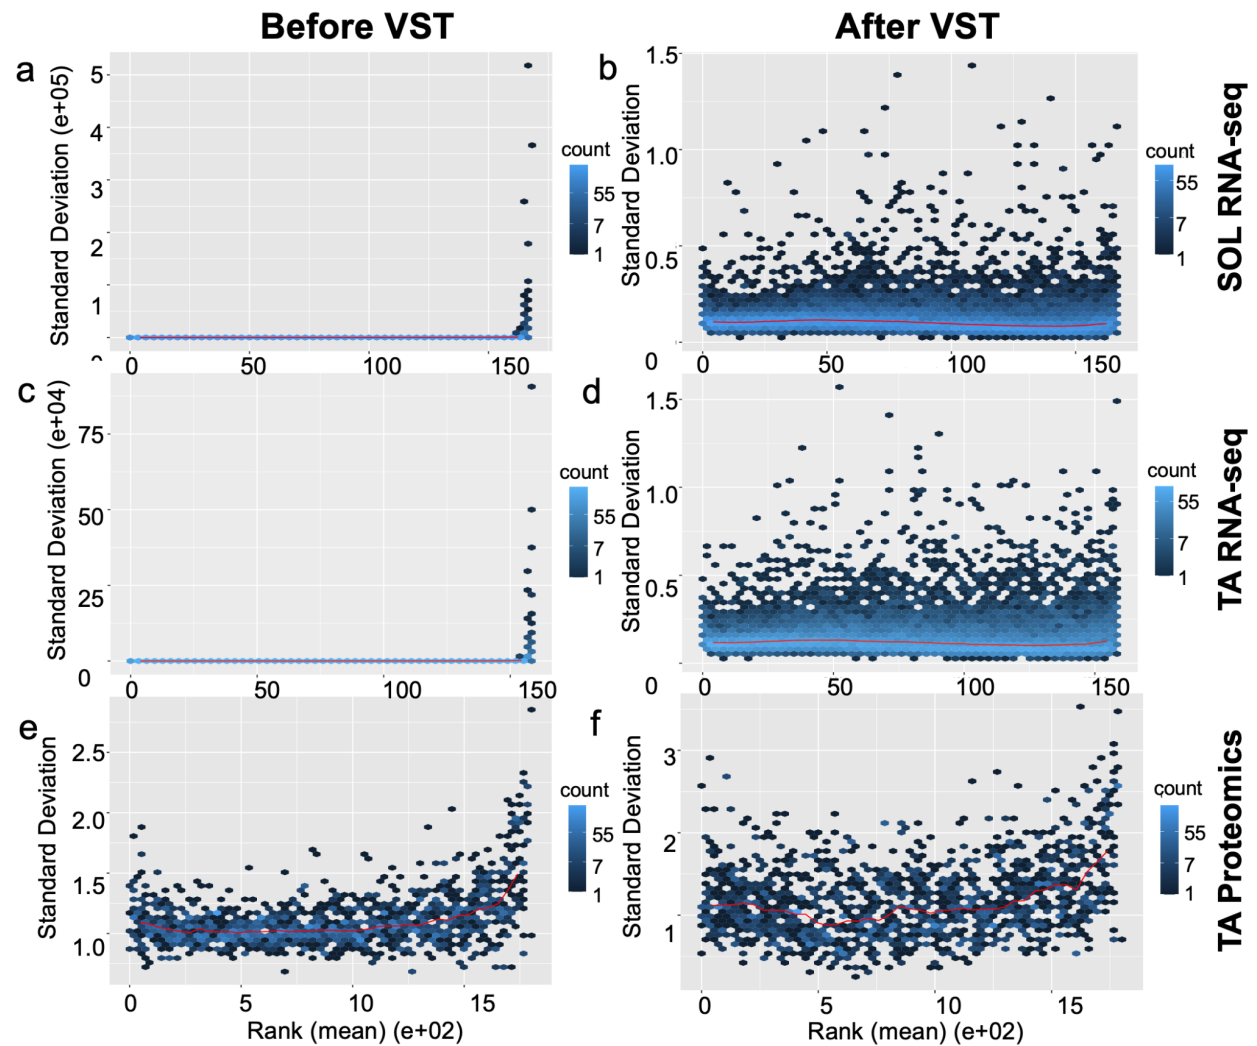 Before VST
After VST
a
Standard Deviation (e+05)
5
4
3
2
1
0
50
100
150
count
55
7
1
b
Standard Deviation
1.5
1.0
0.5
0
0
50
100
150
count
55
7
1
SOL RNA-seq
c
Standard Deviation (e+04)
75
50
25
0
0
50
100
150
count
55
7
1
d
Standard Deviation
1.5
1.0
0.5
0
0
50
100
150
count
55
7
1
TA RNA-seq
e
Standard Deviation
2.5
2.0
1.5
1.0
0
5
10
15
Rank (mean) (e+02)
count
55
7
1
f
Standard Deviation
3
2
1
0
5
10
15
Rank (mean) (e+02)
count
55
7
1
TA Proteomics